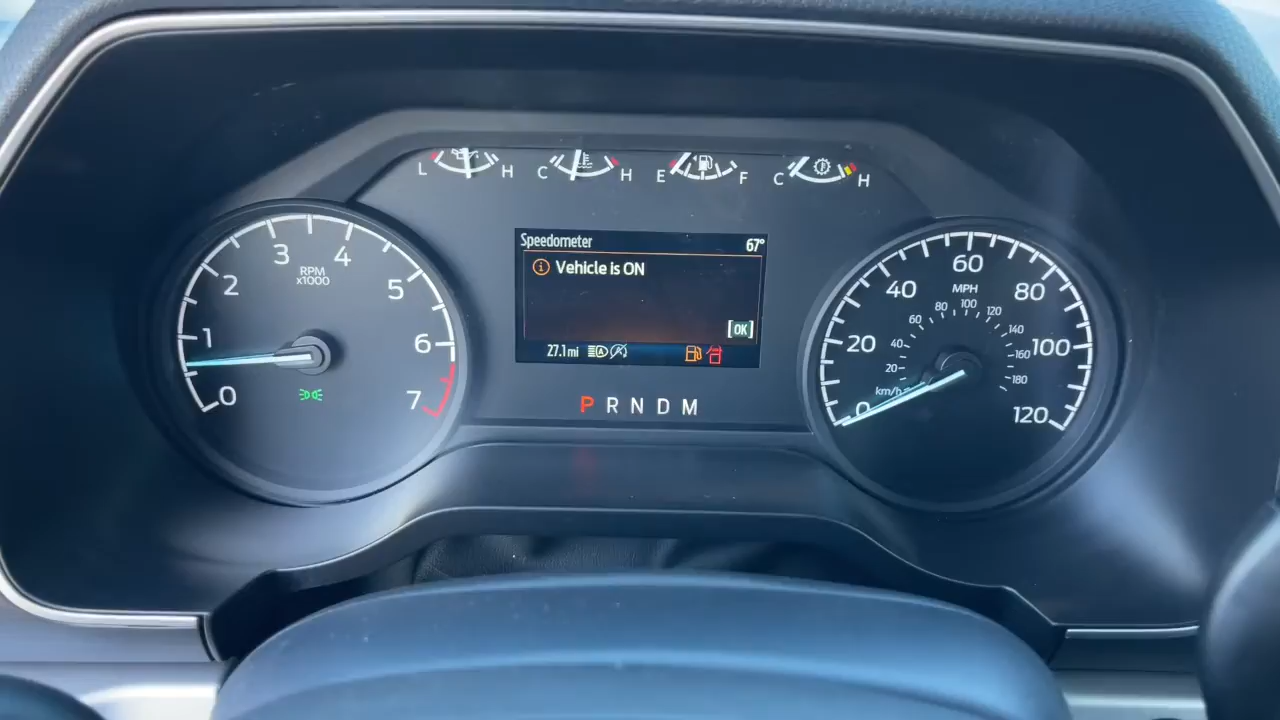 L H C H E F C H
Speedometer 67°
Vehicle is ON
[OK]
27.1 mi
P R N D M
0 1 2 3 4 5 6 7
RPM
x1000
0 20 40 60 80 100 120
MPH
20 40 60 80 100 120 140 160 180
km/h